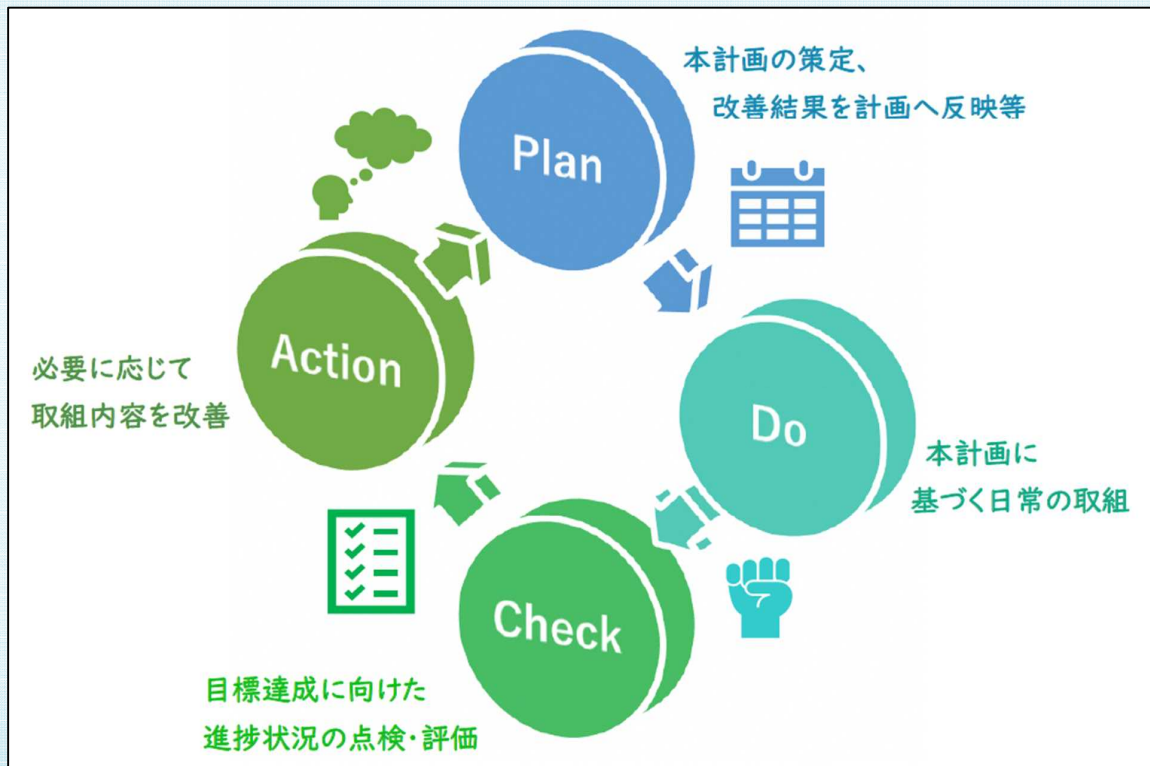 Plan
本計画の策定、
改善結果を計画へ反映等
Do
本計画に
基づく日常の取組
Check
目標達成に向けた
進捗状況の点検・評価
Action
必要に応じて
取組内容を改善